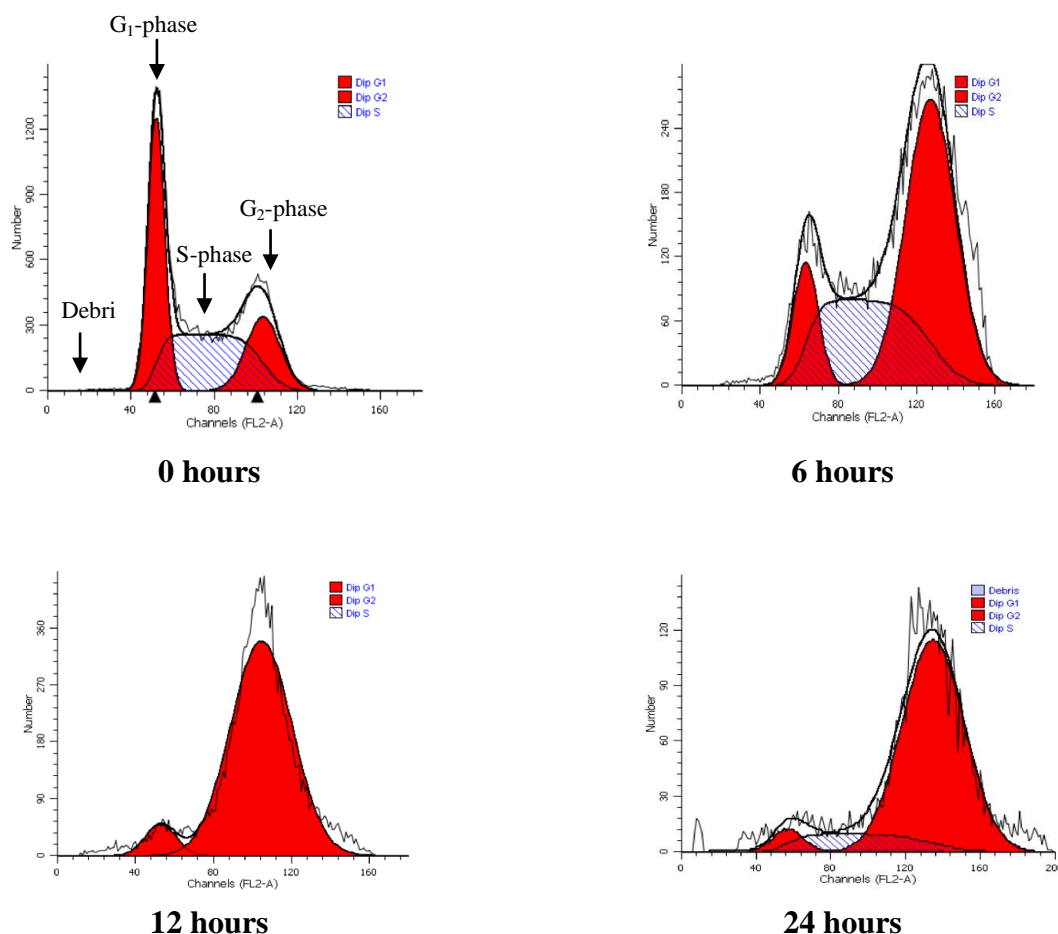 G₁-phase
Dip G1
Dip G2
Dip S
G₂-phase
S-phase
Debri
Number
1200
900
600
300
0
0 40 80 120 160
Channels (FL2-A)
0 hours
Dip G1
Dip G2
Dip S
Number
240
180
120
60
0
0 40 80 120 160
Channels (FL2-A)
6 hours
Dip G1
Dip G2
Dip S
Number
360
270
180
90
0
0 40 80 120 160
Channels (FL2-A)
12 hours
Debris
Dip G1
Dip G2
Dip S
Number
120
90
60
30
0
0 40 80 120 160 200
Channels (FL2-A)
24 hours